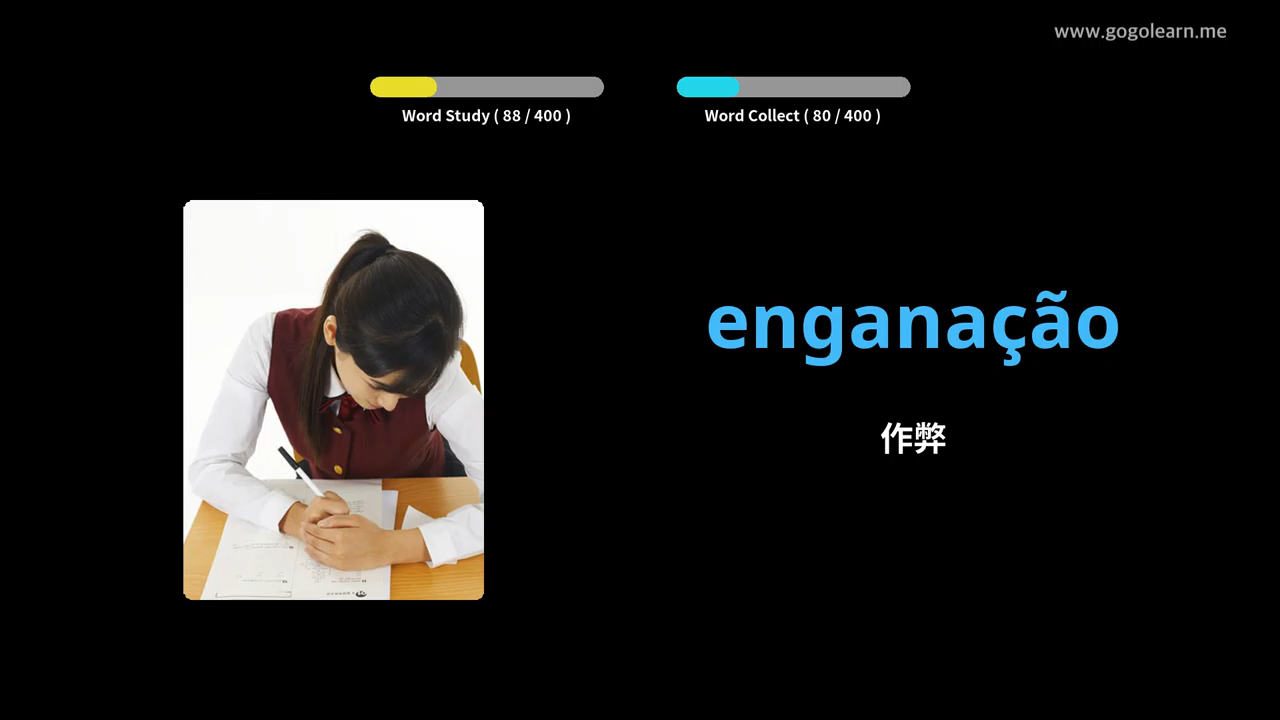 www.gogolearn.me
Word Study ( 88 / 400 )
Word Collect ( 80 / 400 )
enganação
作弊